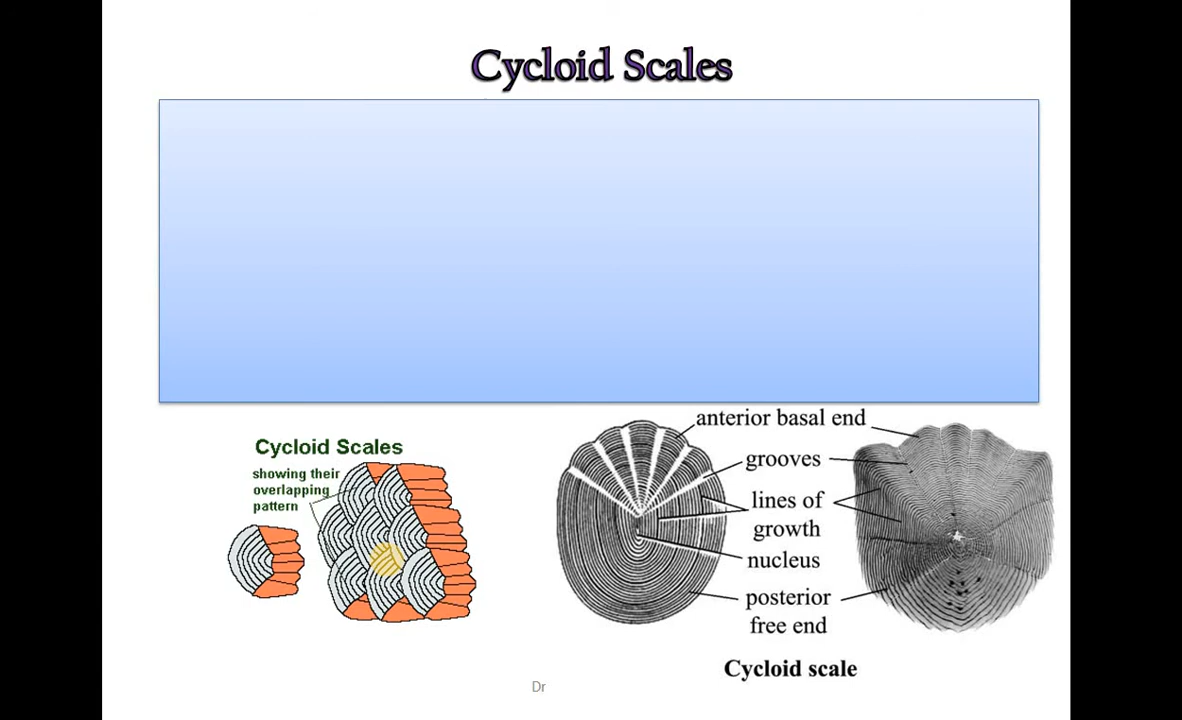 Cycloid Scales
Cycloid Scales
showing their
overlapping
pattern
anterior basal end
grooves
lines of
growth
nucleus
posterior
free end
Cycloid scale
Dr